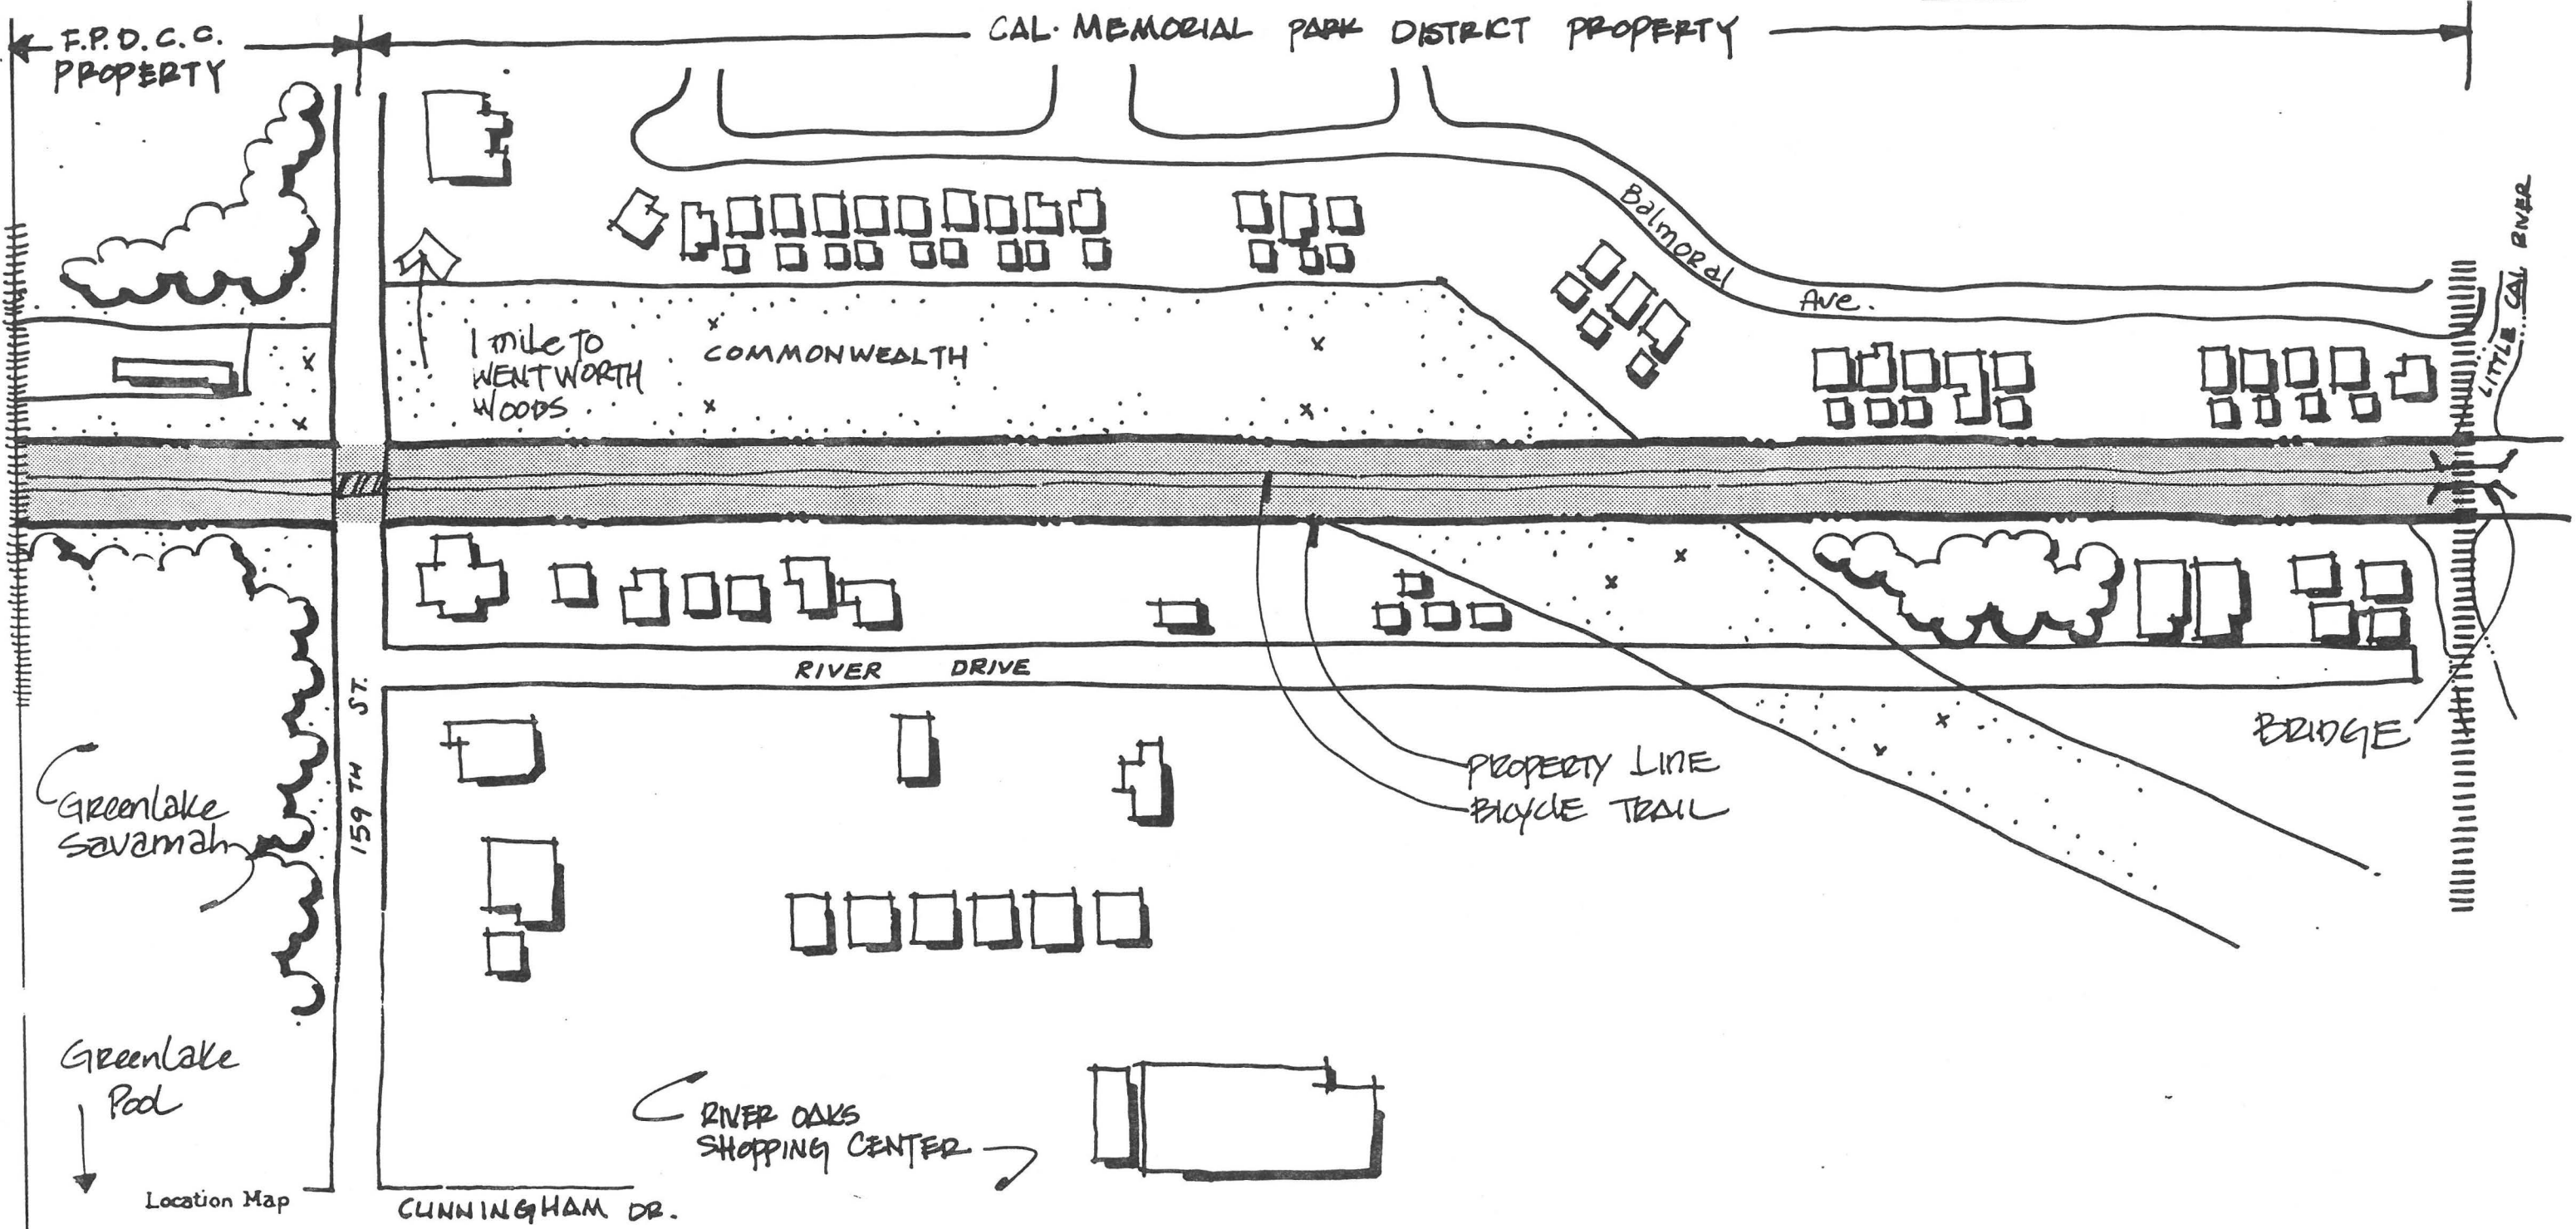 F.P.D.C.C.
PROPERTY
CAL. MEMORIAL PARK DISTRICT PROPERTY
Balmoral
Ave.
LITTLE CAL RIVER
1 mile To
WENTWORTH
WOODS
COMMONWEALTH
RIVER DRIVE
159TH ST.
PROPERTY LINE
BICYCLE TRAIL
BRIDGE
Greenlake
Savannah
Greenlake
Pool
RIVER OAKS
SHOPPING CENTER
Location Map
CUNNINGHAM DR.